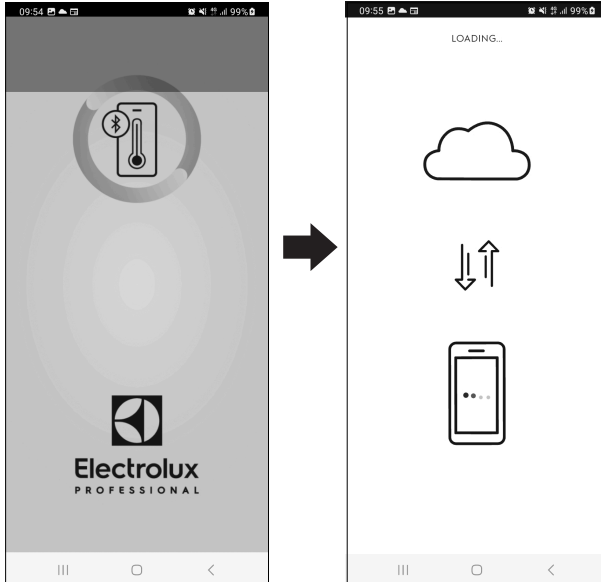 09:54 99%
Electrolux
PROFESSIONAL
09:55 99%
LOADING...